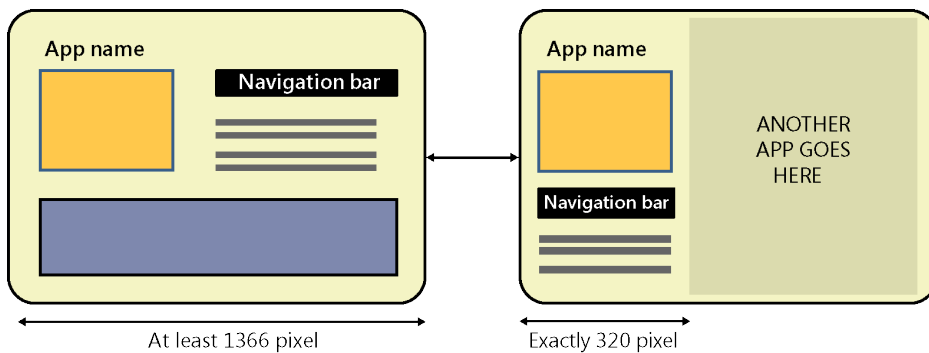 App name
Navigation bar
At least 1366 pixel
App name
Navigation bar
ANOTHER
APP GOES
HERE
Exactly 320 pixel